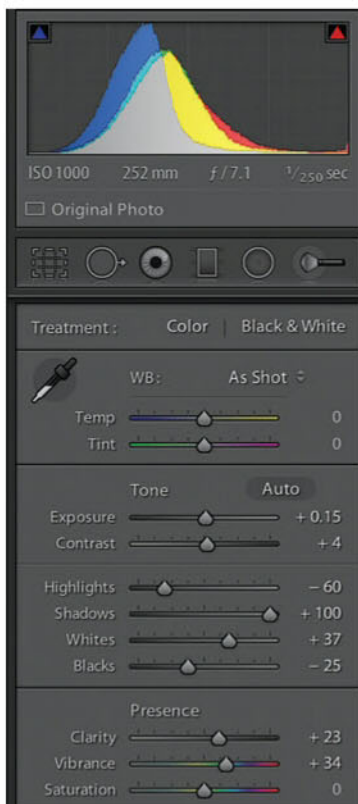 ISO 1000 252 mm f / 7.1 1/250 sec
Original Photo
Treatment : Color | Black & White
WB : As Shot
Temp 0
Tint 0
Tone Auto
Exposure + 0.15
Contrast + 4
Highlights − 60
Shadows + 100
Whites + 37
Blacks − 25
Presence
Clarity + 23
Vibrance + 34
Saturation 0